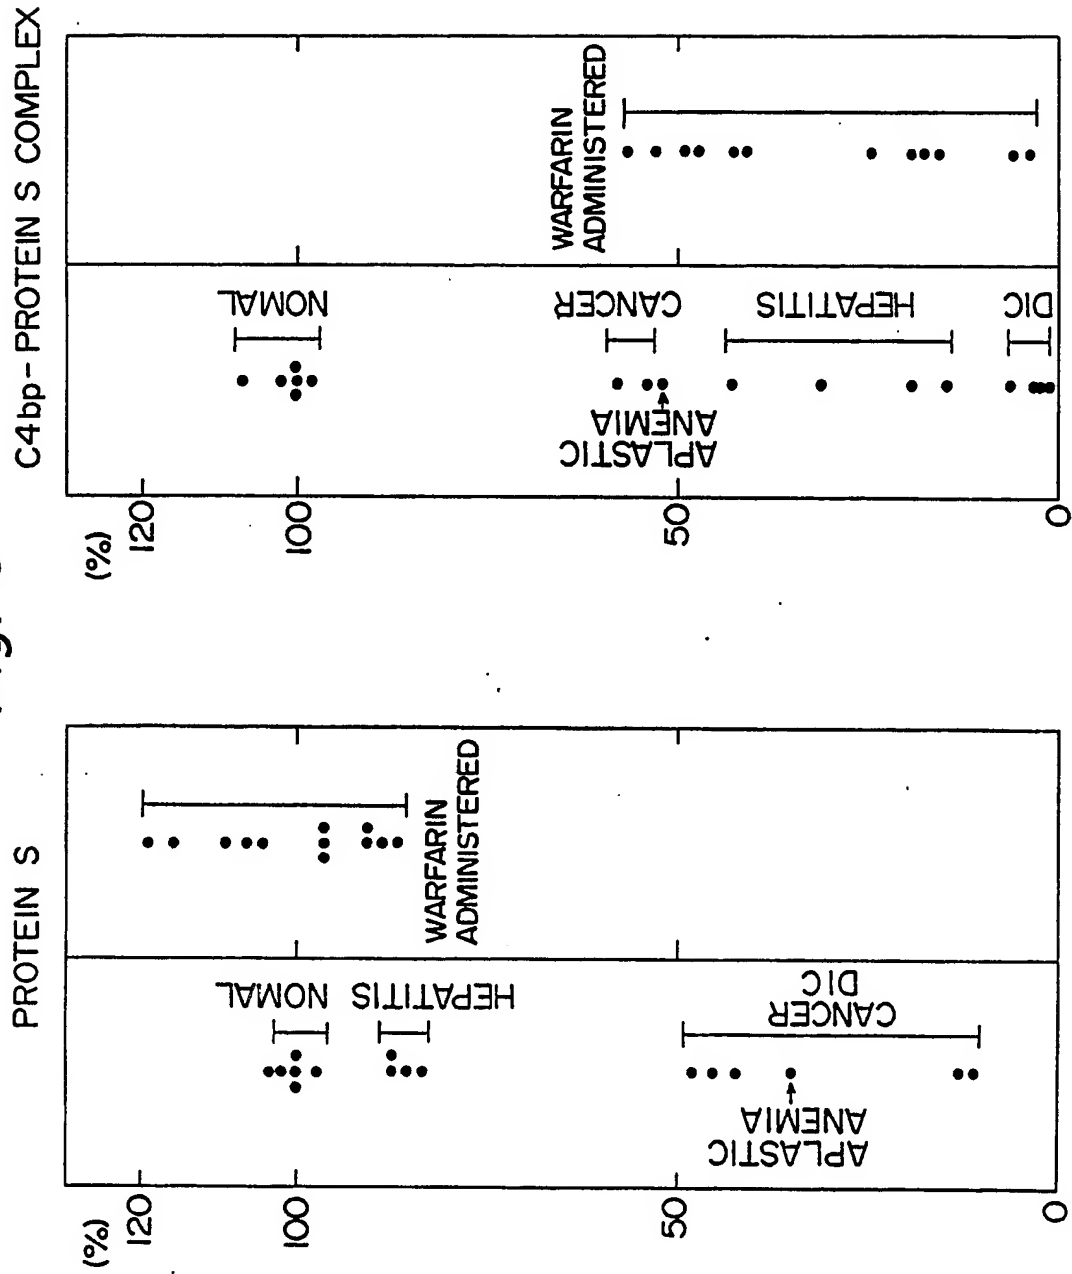 PROTEIN S
(%)
120
100
50
0
NOMAL
HEPATITIS
APLASTIC
ANEMIA
CANCER
DIC
WARFARIN
ADMINISTERED
C4bp-PROTEIN S COMPLEX
(%)
120
100
50
0
NOMAL
CANCER
APLASTIC
ANEMIA
HEPATITIS
DIC
WARFARIN
ADMINISTERED